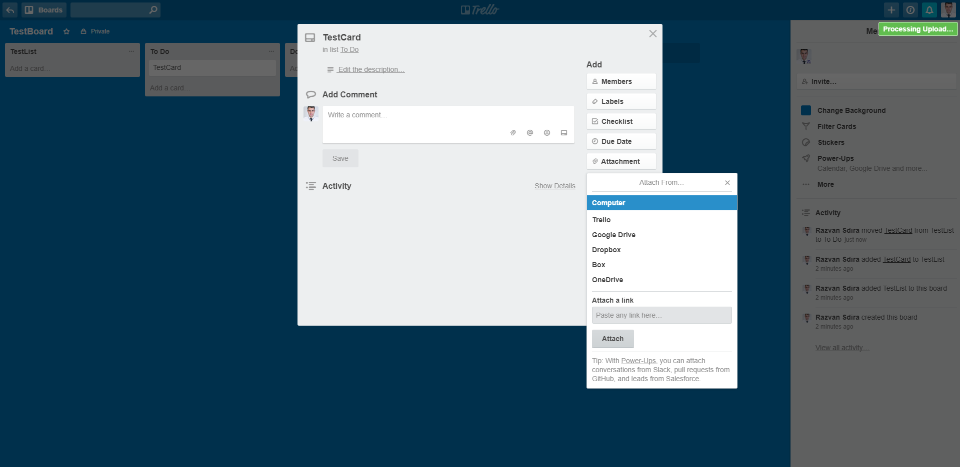 Boards
Trello
Processing Upload...
TestBoard
Private
TestList
Add a card...
To Do
TestCard
Add a card...
TestCard
in list To Do
Edit the description...
Add Comment
Write a comment...
Save
Activity
Show Details
Add
Members
Labels
Checklist
Due Date
Attachment
Attach From...
Computer
Trello
Google Drive
Dropbox
Box
OneDrive
Attach a link
Paste any link here...
Attach
Tip: With Power-Ups, you can attach
conversations from Slack, pull requests from
GitHub, and leads from Salesforce.
Invite...
Change Background
Filter Cards
Stickers
Power-Ups
Calendar, Google Drive and more...
More
Activity
Razvan Sdira moved TestCard from TestList
to To Do just now
Razvan Sdira added TestCard to TestList
2 minutes ago
Razvan Sdira added TestList to this board
2 minutes ago
Razvan Sdira created this board
2 minutes ago
View all activity...